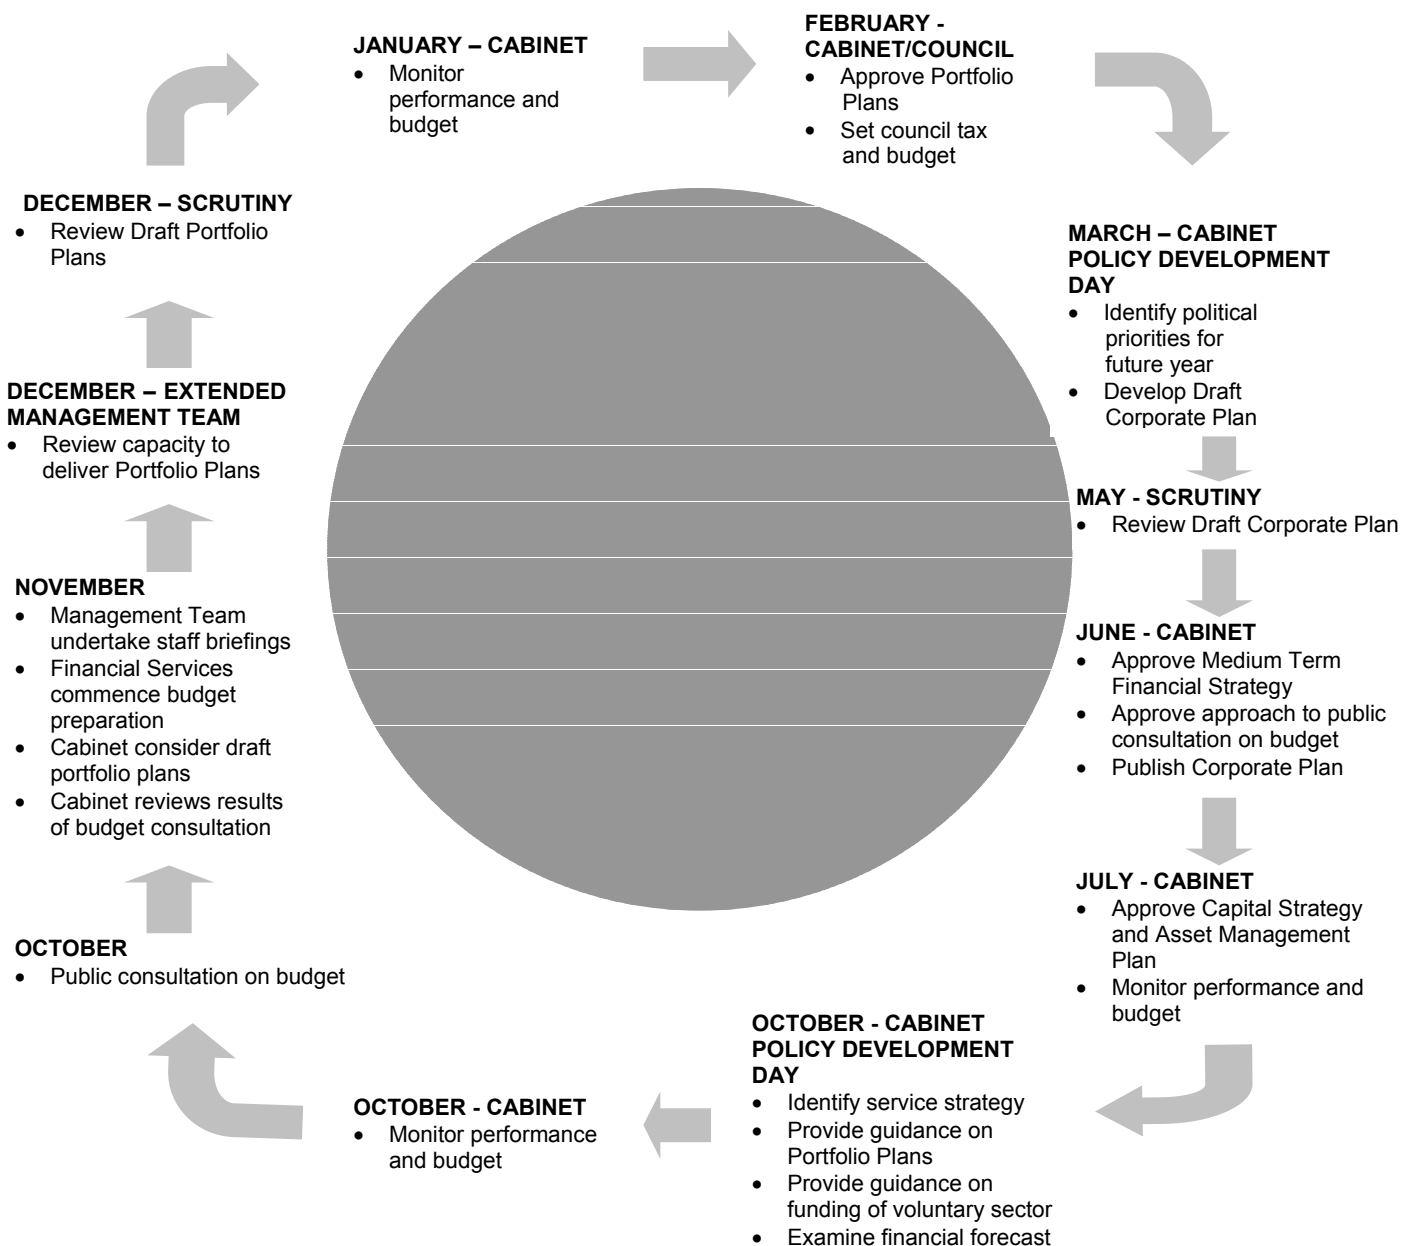 JANUARY – CABINET
• Monitor
performance and
budget
FEBRUARY -
CABINET/COUNCIL
• Approve Portfolio
Plans
• Set council tax
and budget
MARCH – CABINET
POLICY DEVELOPMENT
DAY
• Identify political
priorities for
future year
• Develop Draft
Corporate Plan
MAY - SCRUTINY
• Review Draft Corporate Plan
JUNE - CABINET
• Approve Medium Term
Financial Strategy
• Approve approach to public
consultation on budget
• Publish Corporate Plan
JULY - CABINET
• Approve Capital Strategy
and Asset Management
Plan
• Monitor performance and
budget
OCTOBER - CABINET
POLICY DEVELOPMENT
DAY
• Identify service strategy
• Provide guidance on
Portfolio Plans
• Provide guidance on
funding of voluntary sector
• Examine financial forecast
OCTOBER - CABINET
• Monitor performance
and budget
OCTOBER
• Public consultation on budget
NOVEMBER
• Management Team
undertake staff briefings
• Financial Services
commence budget
preparation
• Cabinet consider draft
portfolio plans
• Cabinet reviews results
of budget consultation
DECEMBER – EXTENDED
MANAGEMENT TEAM
• Review capacity to
deliver Portfolio Plans
DECEMBER – SCRUTINY
• Review Draft Portfolio
Plans